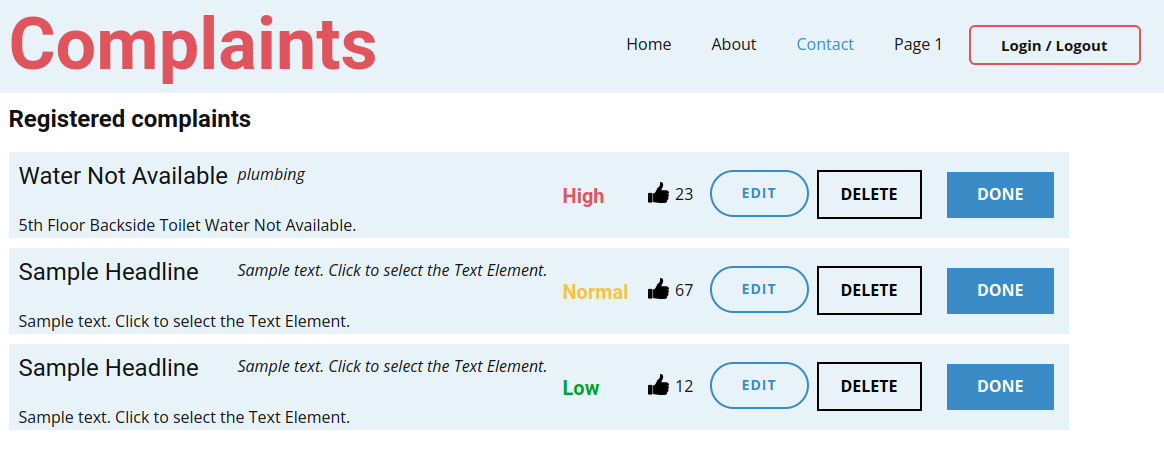 Complaints
Home About Contact Page 1 Login / Logout
Registered complaints
Water Not Available plumbing
High 23 EDIT DELETE DONE
5th Floor Backside Toilet Water Not Available.
Sample Headline Sample text. Click to select the Text Element.
Normal 67 EDIT DELETE DONE
Sample text. Click to select the Text Element.
Sample Headline Sample text. Click to select the Text Element.
Low 12 EDIT DELETE DONE
Sample text. Click to select the Text Element.